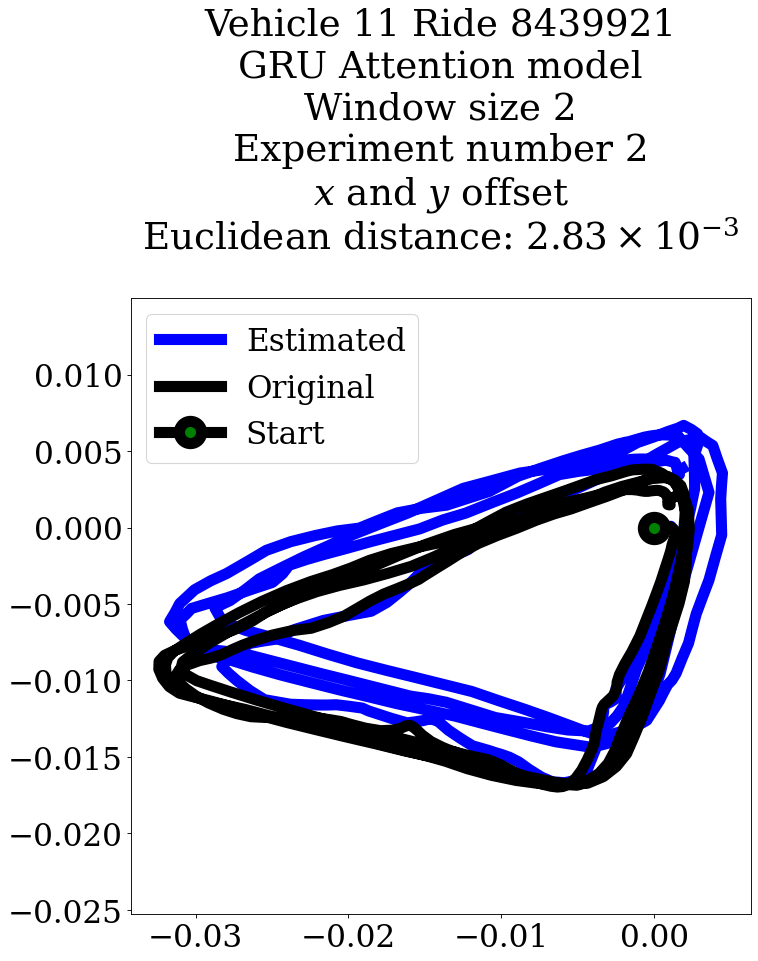 Vehicle 11 Ride 8439921
GRU Attention model
Window size 2
Experiment number 2
x and y offset
Euclidean distance: 2.83 × 10⁻³
Estimated
Original
Start
0.010
0.005
0.000
−0.005
−0.010
−0.015
−0.020
−0.025
−0.03 −0.02 −0.01 0.00